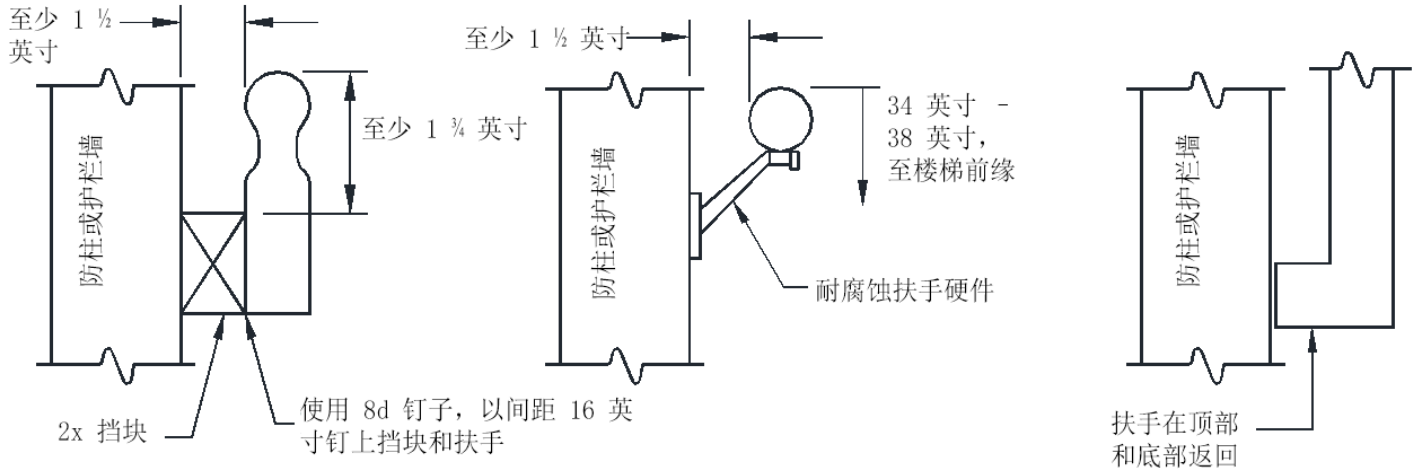 至少 1 ½
英寸
至少 1 ¾ 英寸
防柱或护栏墙
2x 挡块
使用 8d 钉子，以间距 16 英
寸钉上挡块和扶手
至少 1 ½ 英寸
34 英寸 -
38 英寸，
至楼梯前缘
防柱或护栏墙
耐腐蚀扶手硬件
防柱或护栏墙
扶手在顶部
和底部返回